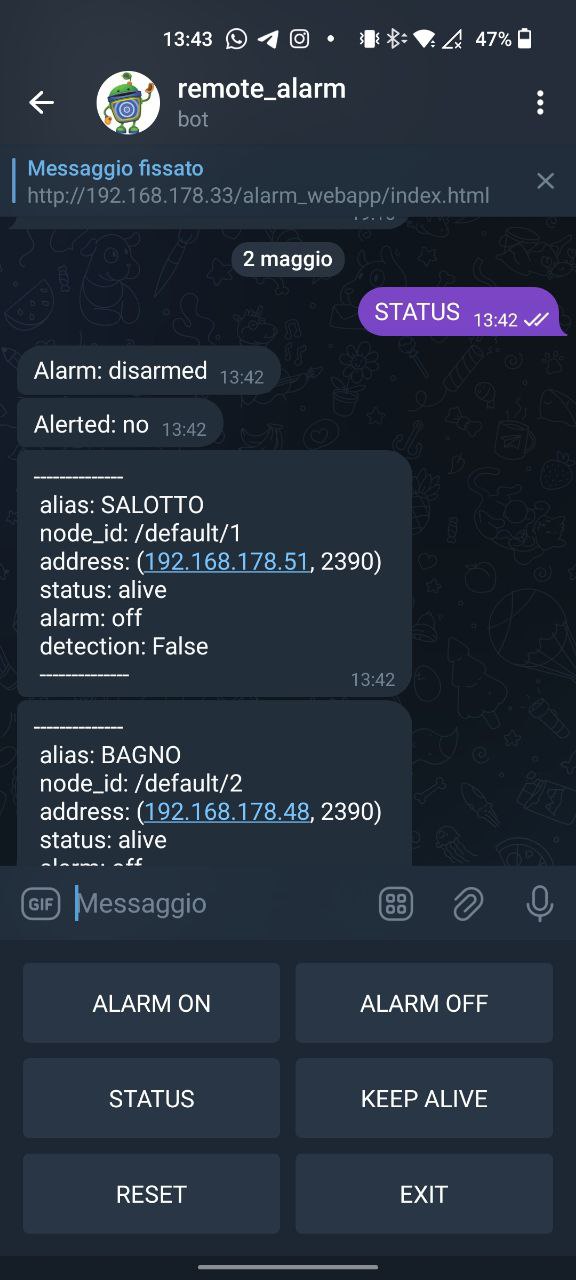 13:43
47%
remote_alarm
bot
Messaggio fissato
http://192.168.178.33/alarm_webapp/index.html
2 maggio
STATUS 13:42
Alarm: disarmed 13:42
Alerted: no 13:42
--------------
alias: SALOTTO
node_id: /default/1
address: (192.168.178.51, 2390)
status: alive
alarm: off
detection: False
--------------
13:42
--------------
alias: BAGNO
node_id: /default/2
address: (192.168.178.48, 2390)
status: alive
alarm: off
GIF Messaggio
ALARM ON ALARM OFF
STATUS KEEP ALIVE
RESET EXIT